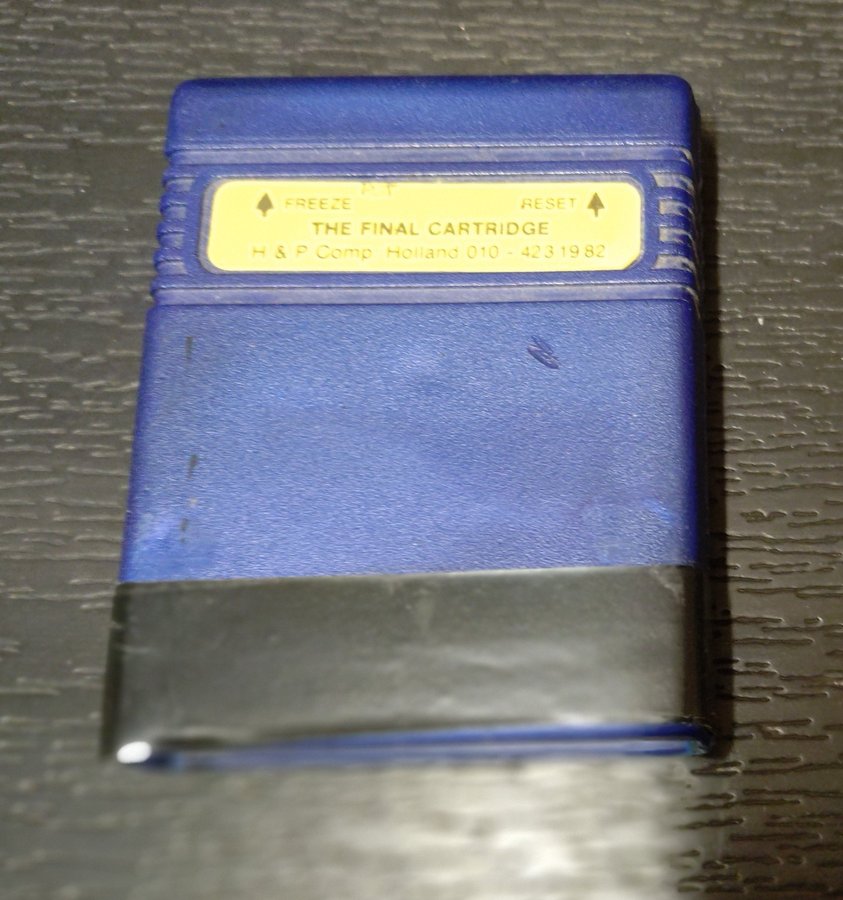 ↑ FREEZE RESET ↑
THE FINAL CARTRIDGE
H & P Comp Holland 010 - 4231982